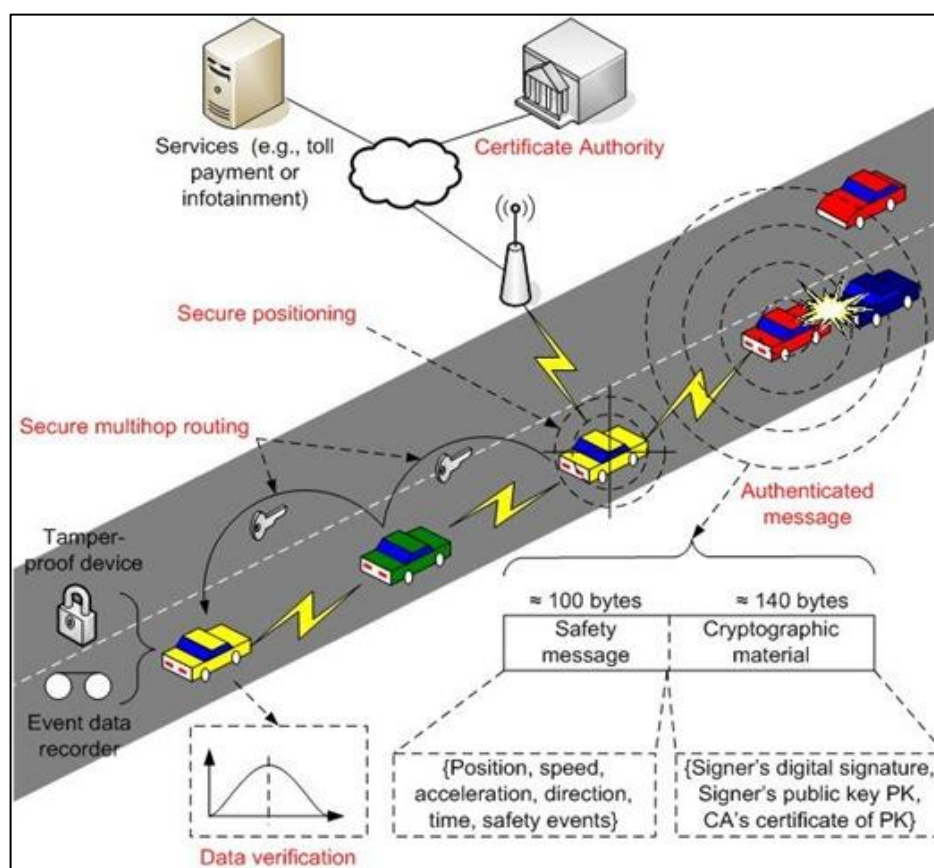 Services (e.g., toll
payment or
infotainment)
Certificate Authority
Secure positioning
Secure multihop routing
Authenticated
message
Tamper-
proof device
≈ 100 bytes
≈ 140 bytes
Safety
message
Cryptographic
material
Event data
recorder
{Position, speed,
acceleration, direction,
time, safety events}
{Signer's digital signature,
Signer's public key PK,
CA's certificate of PK}
Data verification